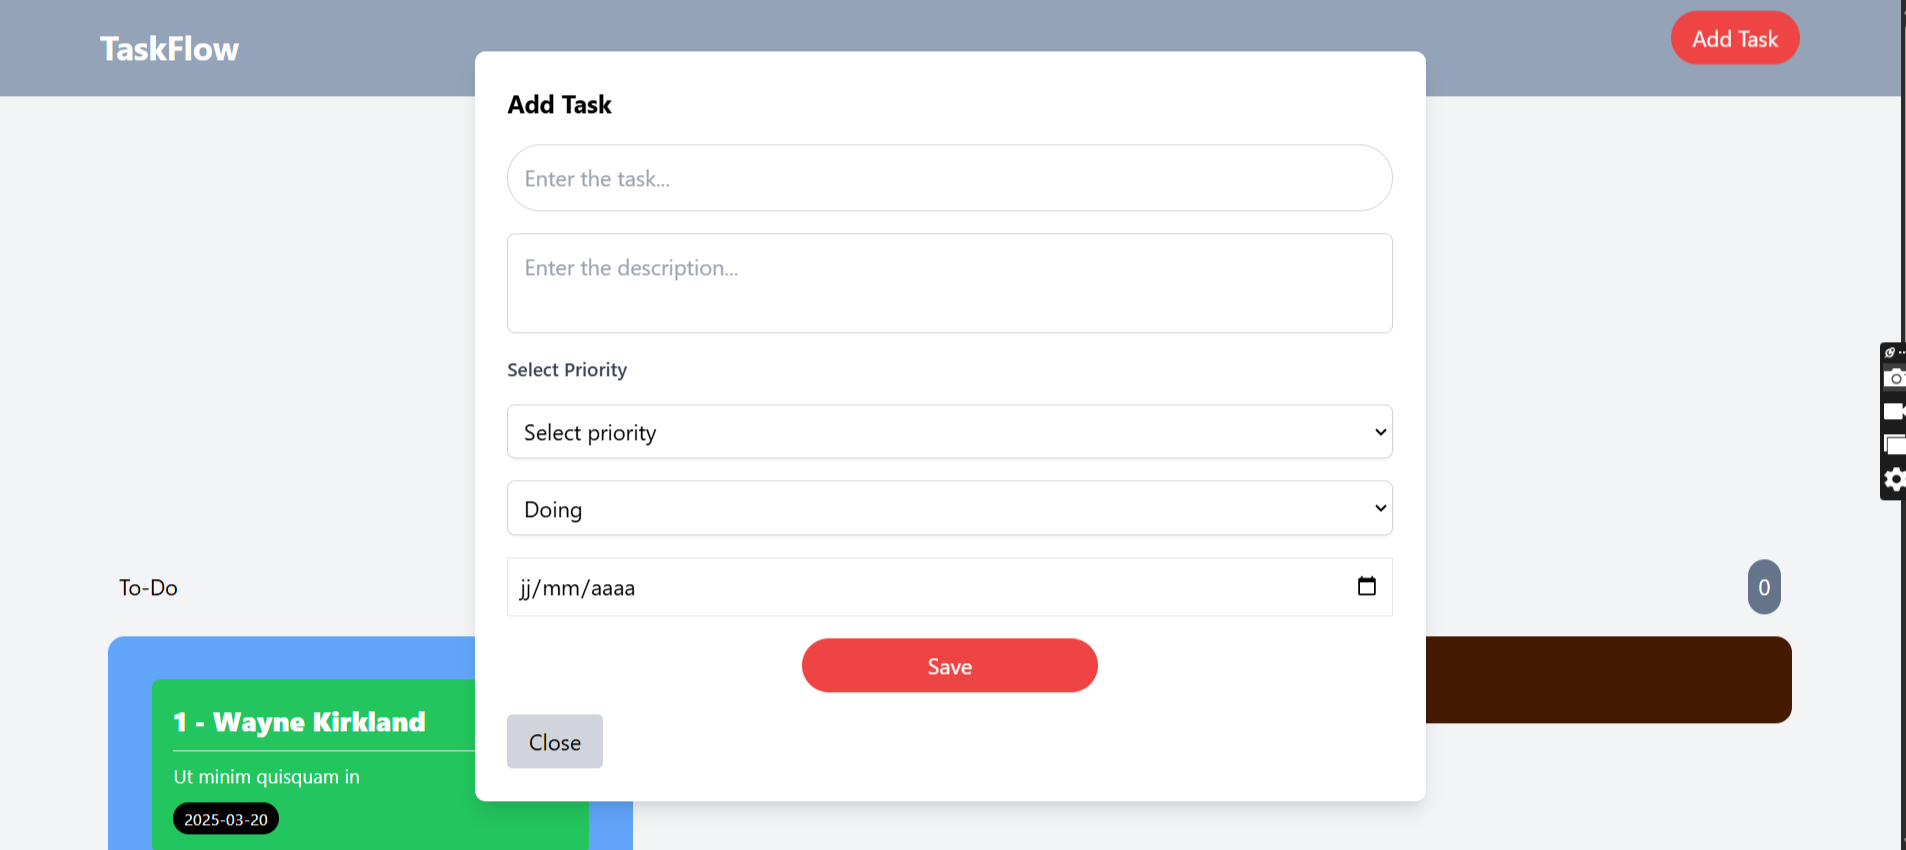 TaskFlow
Add Task
Add Task
Enter the task...
Enter the description...
Select Priority
Select priority
Doing
jj/mm/aaaa
To-Do
0
Save
1 - Wayne Kirkland
Close
Ut minim quisquam in
2025-03-20